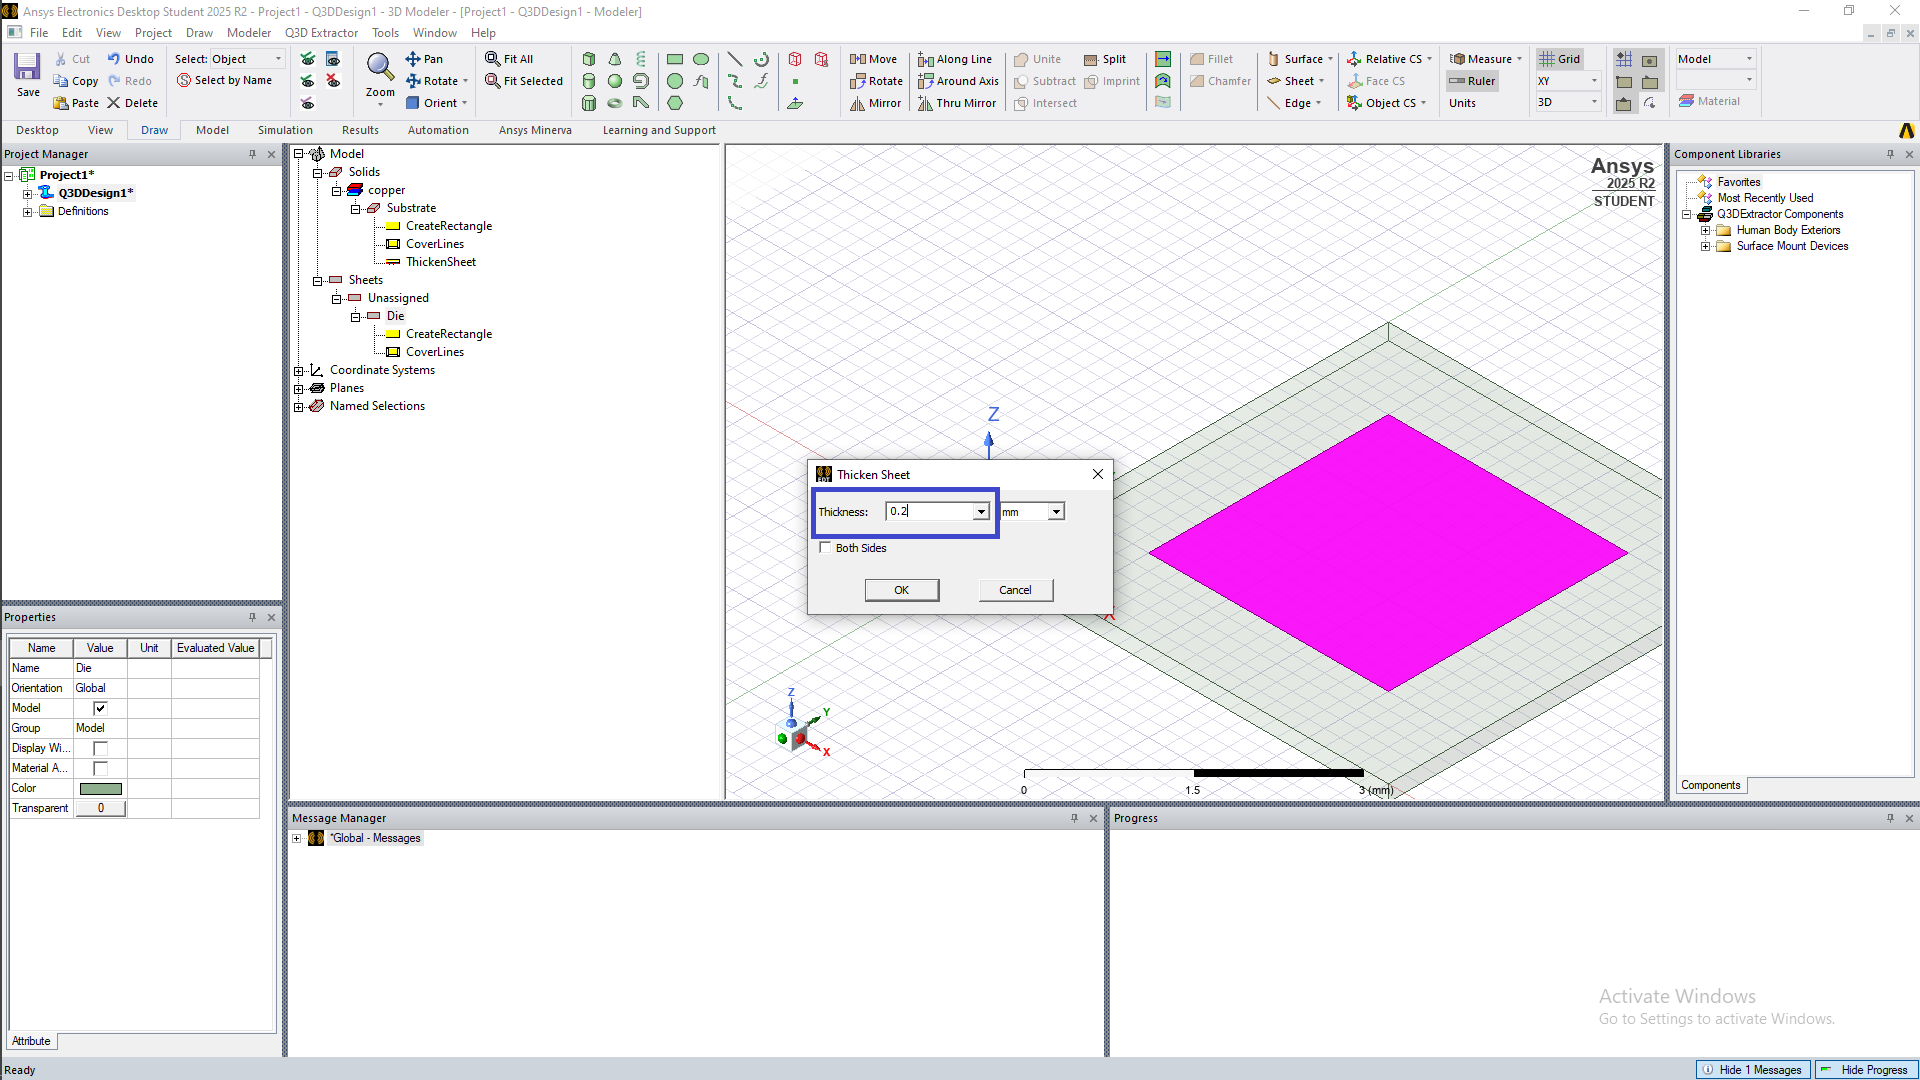 Ansys Electronics Desktop Student 2025 R2 - Project1 - Q3DDesign1 - 3D Modeler - [Project1 - Q3DDesign1 - Modeler]
File Edit View Project Draw Modeler Q3D Extractor Tools Window Help
Save
Cut
Copy
Paste
Undo
Redo
Delete
Select: Object
Select by Name
Zoom
Pan
Rotate
Orient
Fit All
Fit Selected
Move
Rotate
Mirror
Along Line
Around Axis
Thru Mirror
Unite
Subtract
Intersect
Split
Imprint
Fillet
Chamfer
Surface
Sheet
Edge
Relative CS
Face CS
Object CS
Measure
Ruler
Units
Grid
XY
3D
Model
Material
Desktop View Draw Model Simulation Results Automation Ansys Minerva Learning and Support
Project Manager
Project1*
Q3DDesign1*
Definitions
Model
Solids
copper
Substrate
CreateRectangle
CoverLines
ThickenSheet
Sheets
Unassigned
Die
CreateRectangle
CoverLines
Coordinate Systems
Planes
Named Selections
Ansys
2025 R2
STUDENT
Z
X
Thicken Sheet
EDT
Thickness: 0.2 mm
Both Sides
OK Cancel
Z
Y
X
0 1.5 3 (mm)
Component Libraries
Favorites
Most Recently Used
Q3DExtractor Components
Human Body Exteriors
Surface Mount Devices
Components
Properties
Name Value Unit Evaluated Value
Name Die
Orientation Global
Model
Group Model
Display Wi...
Material A...
Color
Transparent 0
Attribute
Message Manager
*Global - Messages
Progress
Activate Windows
Go to Settings to activate Windows.
Ready
Hide 1 Messages
Hide Progress